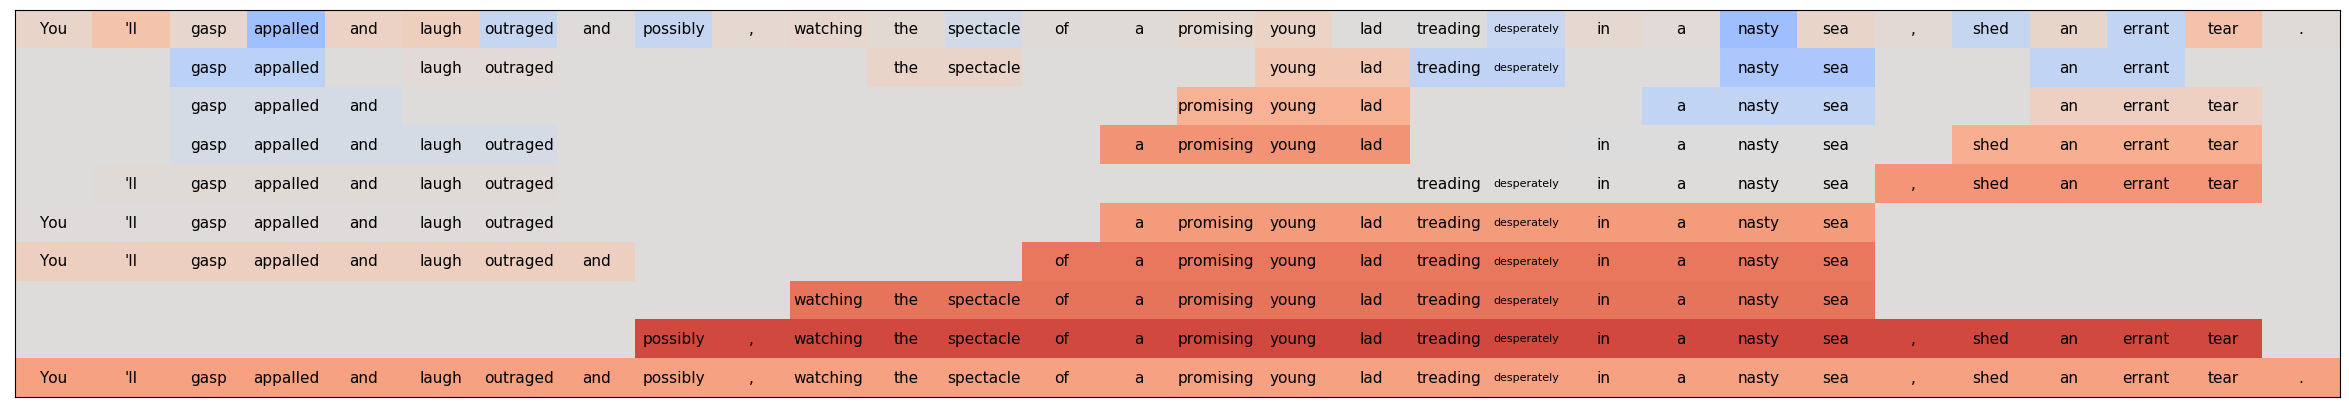 You 'll gasp appalled and laugh outraged and possibly , watching the spectacle of a promising young lad treading desperately in a nasty sea , shed an errant tear .
gasp appalled laugh outraged the spectacle young lad treading desperately nasty sea an errant
gasp appalled and promising young lad a nasty sea an errant tear
gasp appalled and laugh outraged a promising young lad in a nasty sea shed an errant tear
'll gasp appalled and laugh outraged treading desperately in a nasty sea , shed an errant tear
You 'll gasp appalled and laugh outraged a promising young lad treading desperately in a nasty sea
You 'll gasp appalled and laugh outraged and of a promising young lad treading desperately in a nasty sea
watching the spectacle of a promising young lad treading desperately in a nasty sea
possibly , watching the spectacle of a promising young lad treading desperately in a nasty sea , shed an errant tear
You 'll gasp appalled and laugh outraged and possibly , watching the spectacle of a promising young lad treading desperately in a nasty sea , shed an errant tear .